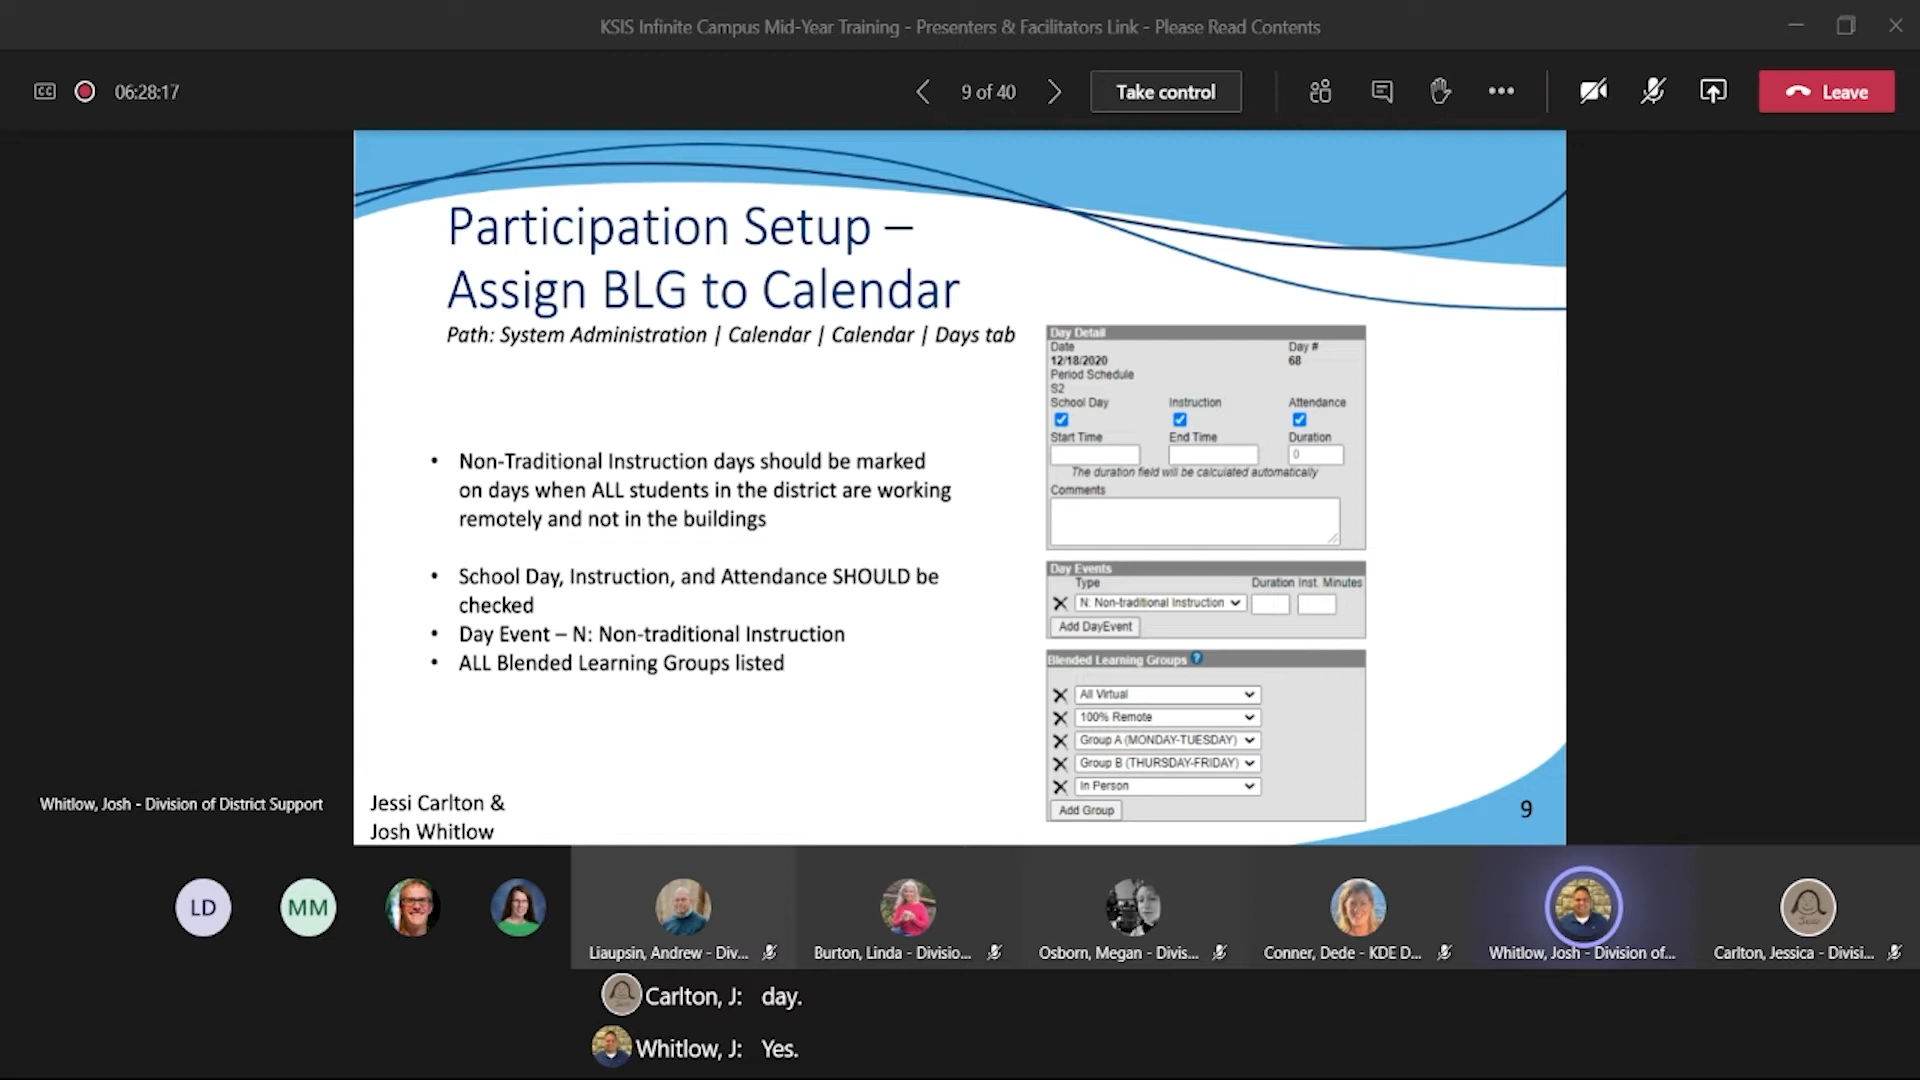 KSIS Infinite Campus Mid-Year Training - Presenters & Facilitators Link - Please Read Contents
CC
06:28:17
9 of 40
Take control
Leave
Participation Setup –
Assign BLG to Calendar
Path: System Administration | Calendar | Calendar | Days tab
Non-Traditional Instruction days should be marked
on days when ALL students in the district are working
remotely and not in the buildings
School Day, Instruction, and Attendance SHOULD be
checked
Day Event – N: Non-traditional Instruction
ALL Blended Learning Groups listed
Day Detail
Date Day #
12/18/2020 68
Period Schedule
S2
School Day Instruction Attendance
Start Time End Time Duration
0
The duration field will be calculated automatically
Comments
Day Events
Type Duration Inst. Minutes
N: Non-traditional Instruction
Add DayEvent
Blended Learning Groups ?
All Virtual
100% Remote
Group A (MONDAY-TUESDAY)
Group B (THURSDAY-FRIDAY)
In Person
Add Group
Jessi Carlton &
Josh Whitlow
9
Whitlow, Josh - Division of District Support
LD
MM
Liaupsin, Andrew - Div...
Burton, Linda - Divisio...
Osborn, Megan - Divis...
Conner, Dede - KDE D...
Whitlow, Josh - Division of...
Carlton, Jessica - Divisi...
Carlton, J: day.
Whitlow, J: Yes.